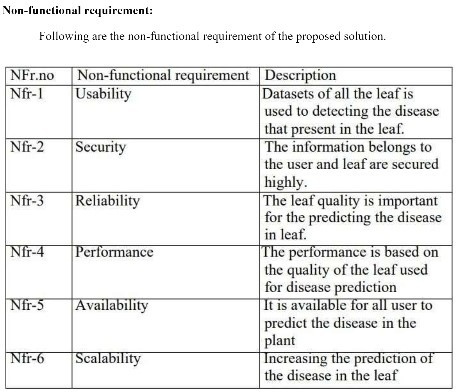 Non-functional requirement:
Following are the non-functional requirement of the proposed solution.
NFr.no Non-functional requirement Description
Nfr-1 Usability Datasets of all the leaf is
used to detecting the disease
that present in the leaf.
Nfr-2 Security The information belongs to
the user and leaf are secured
highly.
Nfr-3 Reliability The leaf quality is important
for the predicting the disease
in leaf.
Nfr-4 Performance The performance is based on
the quality of the leaf used
for disease prediction
Nfr-5 Availability It is available for all user to
predict the disease in the
plant
Nfr-6 Scalability Increasing the prediction of
the disease in the leaf